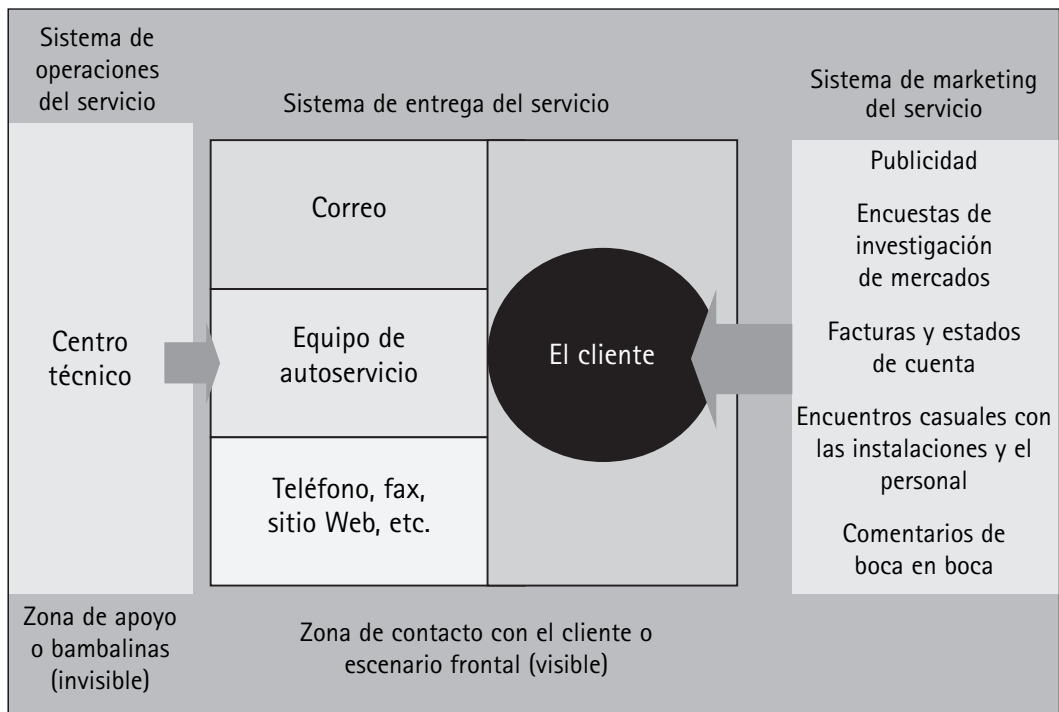 Sistema de
operaciones
del servicio
Sistema de entrega del servicio
Sistema de marketing
del servicio
Centro
técnico
Correo
Equipo de
autoservicio
Teléfono, fax,
sitio Web, etc.
El cliente
Publicidad
Encuestas de
investigación
de mercados
Facturas y estados
de cuenta
Encuentros casuales con
las instalaciones y el
personal
Comentarios de
boca en boca
Zona de apoyo
o bambalinas
(invisible)
Zona de contacto con el cliente o
escenario frontal (visible)